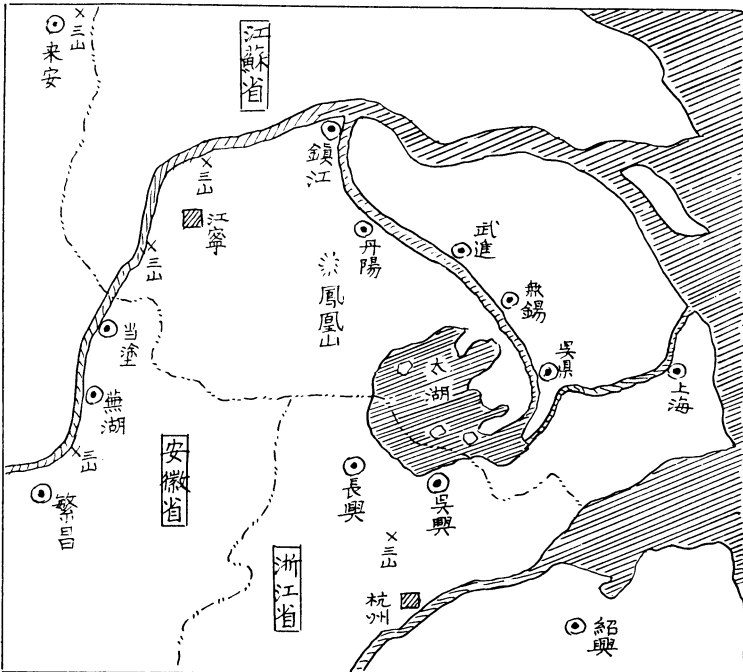 三山
来安
江蘇省
鎮江
三山
江寧
三山
丹陽
武進
鳳凰山
無錫
当塗
太湖
呉県
上海
蕪湖
三山
安徽省
繁昌
長興
呉興
三山
浙江省
杭州
紹興